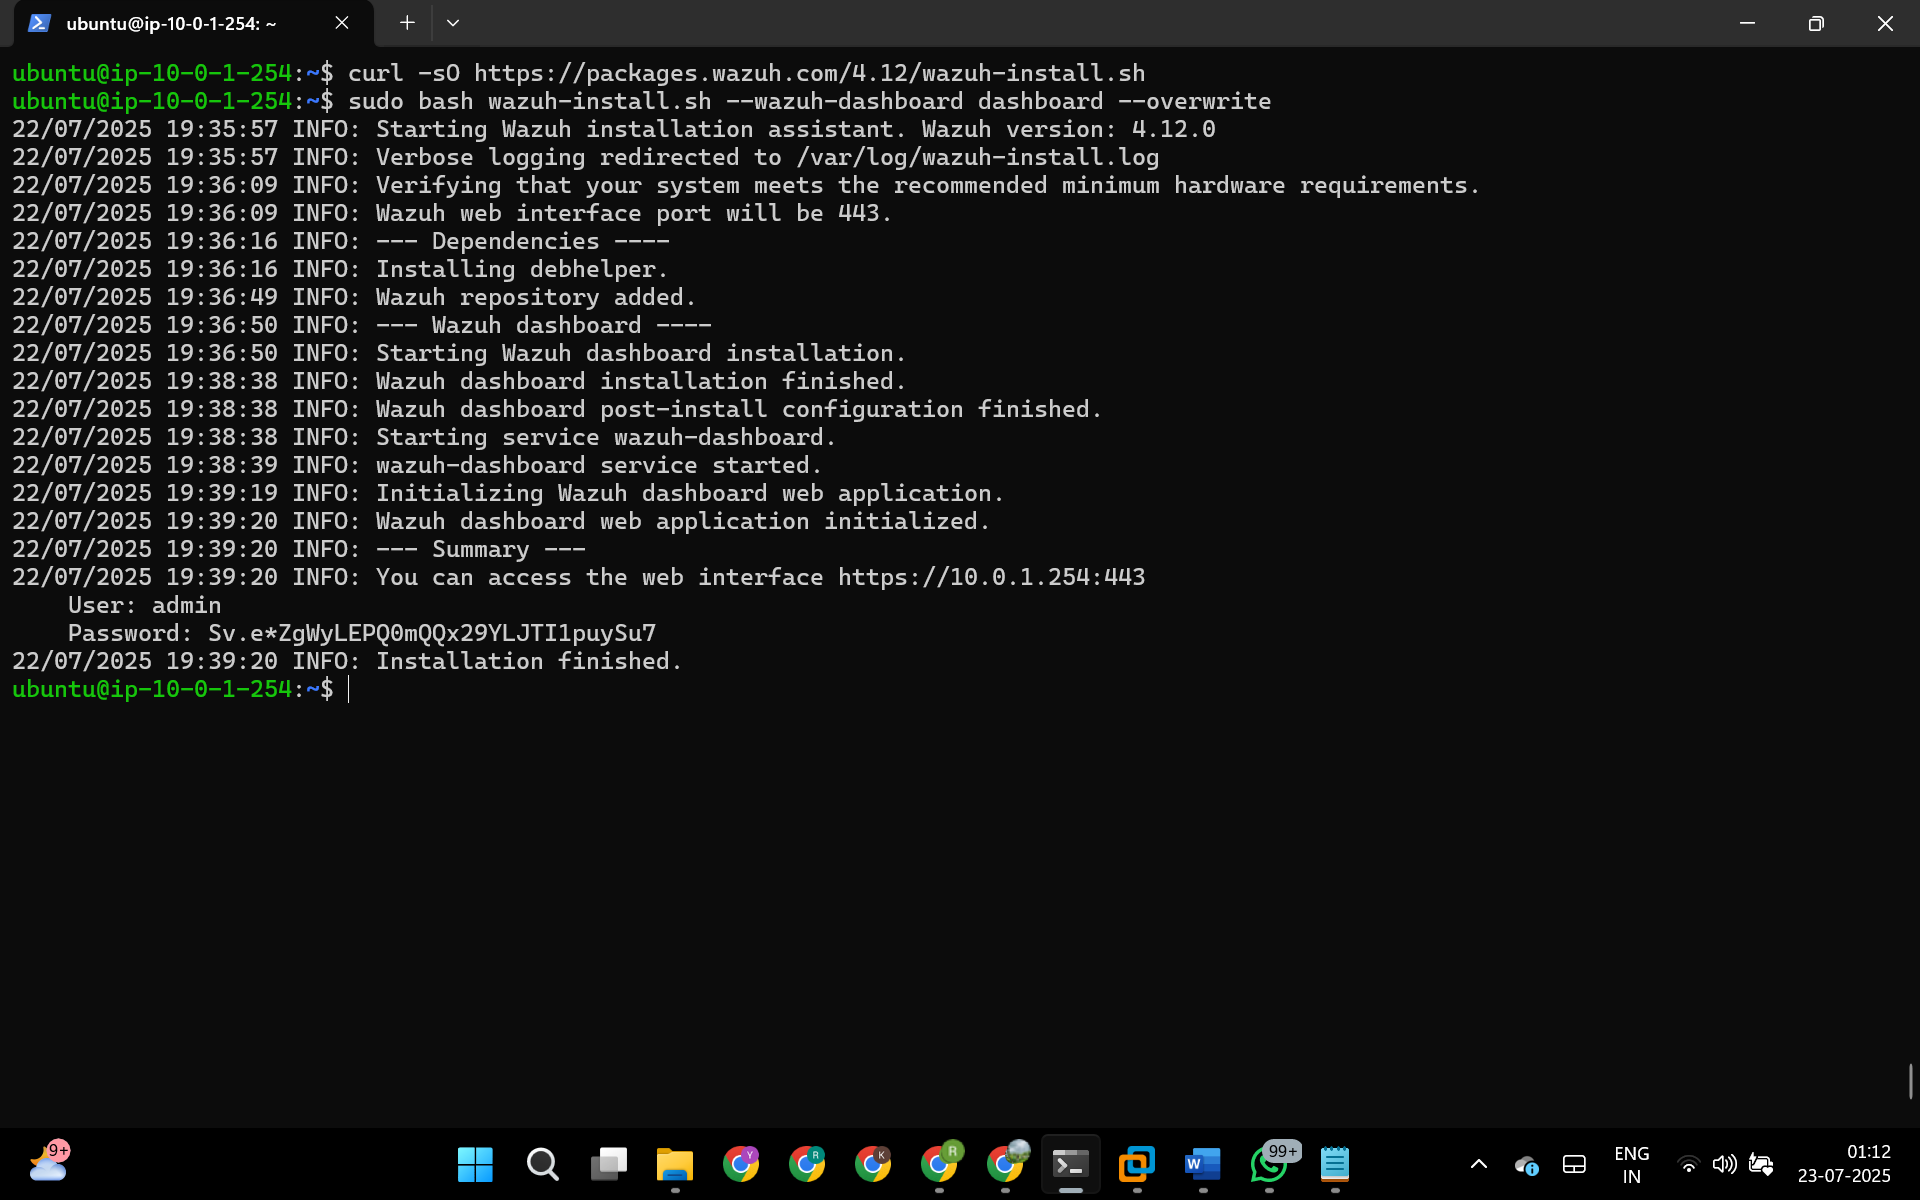 ubuntu@ip-10-0-1-254: ~
ubuntu@ip-10-0-1-254:~$ curl -sO https://packages.wazuh.com/4.12/wazuh-install.sh
ubuntu@ip-10-0-1-254:~$ sudo bash wazuh-install.sh --wazuh-dashboard dashboard --overwrite
22/07/2025 19:35:57 INFO: Starting Wazuh installation assistant. Wazuh version: 4.12.0
22/07/2025 19:35:57 INFO: Verbose logging redirected to /var/log/wazuh-install.log
22/07/2025 19:36:09 INFO: Verifying that your system meets the recommended minimum hardware requirements.
22/07/2025 19:36:09 INFO: Wazuh web interface port will be 443.
22/07/2025 19:36:16 INFO: --- Dependencies ----
22/07/2025 19:36:16 INFO: Installing debhelper.
22/07/2025 19:36:49 INFO: Wazuh repository added.
22/07/2025 19:36:50 INFO: --- Wazuh dashboard ----
22/07/2025 19:36:50 INFO: Starting Wazuh dashboard installation.
22/07/2025 19:38:38 INFO: Wazuh dashboard installation finished.
22/07/2025 19:38:38 INFO: Wazuh dashboard post-install configuration finished.
22/07/2025 19:38:38 INFO: Starting service wazuh-dashboard.
22/07/2025 19:38:39 INFO: wazuh-dashboard service started.
22/07/2025 19:39:19 INFO: Initializing Wazuh dashboard web application.
22/07/2025 19:39:20 INFO: Wazuh dashboard web application initialized.
22/07/2025 19:39:20 INFO: --- Summary ---
22/07/2025 19:39:20 INFO: You can access the web interface https://10.0.1.254:443
    User: admin
    Password: Sv.e*ZgWyLEPQ0mQQx29YLJTI1puySu7
22/07/2025 19:39:20 INFO: Installation finished.
ubuntu@ip-10-0-1-254:~$
9+
Y
R
K
R
W
99+
ENG
IN
01:12
23-07-2025